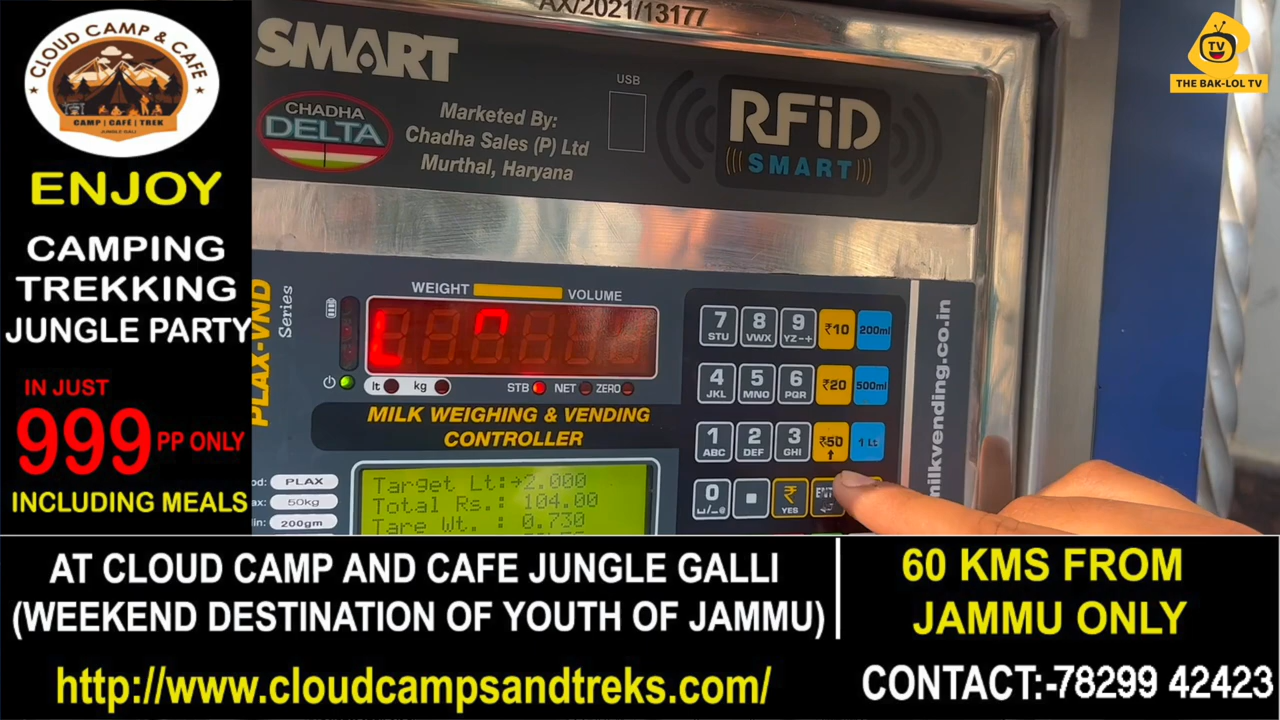 CLOUD CAMP & CAFE
CAMP | CAFÉ | TREK
JUNGLE GALL
ENJOY
CAMPING
TREKKING
JUNGLE PARTY
IN JUST
999 PP ONLY
INCLUDING MEALS
AX/2021/13177
SMART
CHADHA
DELTA
Marketed By:
Chadha Sales (P) Ltd
Murthal, Haryana
USB
RFiD
SMART
TV
THE BAK-LOL TV
PLAX-VND
Series
WEIGHT
VOLUME
lt
kg
STB
NET
ZERO
MILK WEIGHING & VENDING
CONTROLLER
PLAX
50kg
200gm
Target Lt:→2.000
Total Rs.: 104.00
Tare Wt. : 0.730
7 STU
8 VWX
9 YZ-+
₹10
200ml
4 JKL
5 MNO
6 PQR
₹20
500ml
1 ABC
2 DEF
3 GHI
₹50
1 Lt
0
₹ YES
milkvending.co.in
AT CLOUD CAMP AND CAFE JUNGLE GALLI
(WEEKEND DESTINATION OF YOUTH OF JAMMU)
http://www.cloudcampsandtreks.com/
60 KMS FROM
JAMMU ONLY
CONTACT:-78299 42423